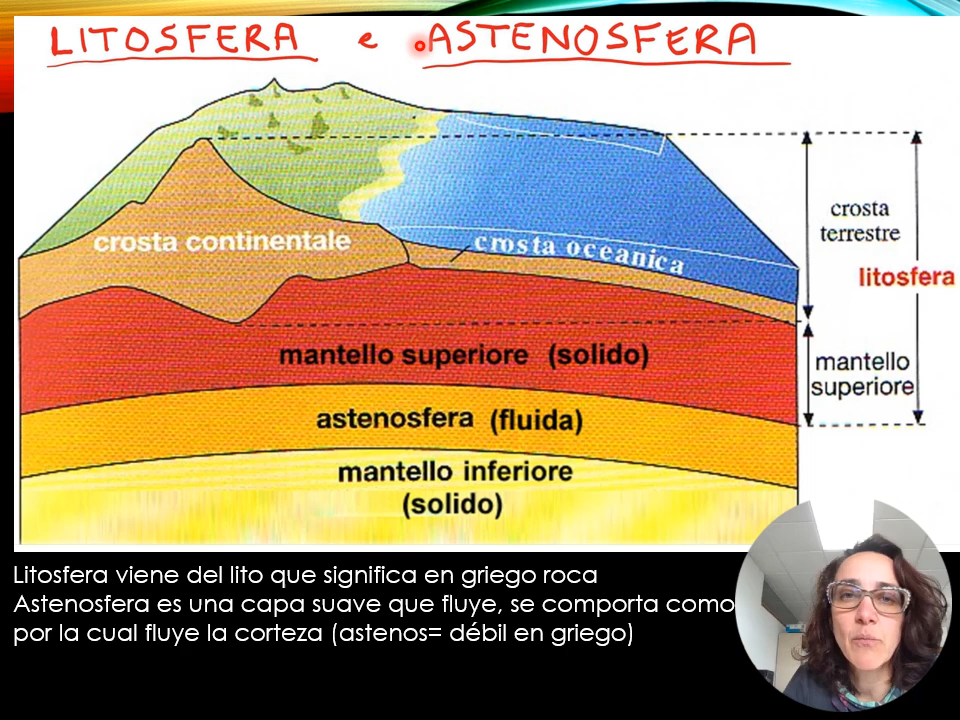 LITOSFERA e ASTENOSFERA
crosta continentale
crosta oceanica
crosta
terrestre
litosfera
mantello superiore (solido)
mantello
superiore
astenosfera (fluida)
mantello inferiore
(solido)
Litosfera viene del lito que significa en griego roca
Astenosfera es una capa suave que fluye, se comporta como
por la cual fluye la corteza (astenos= débil en griego)